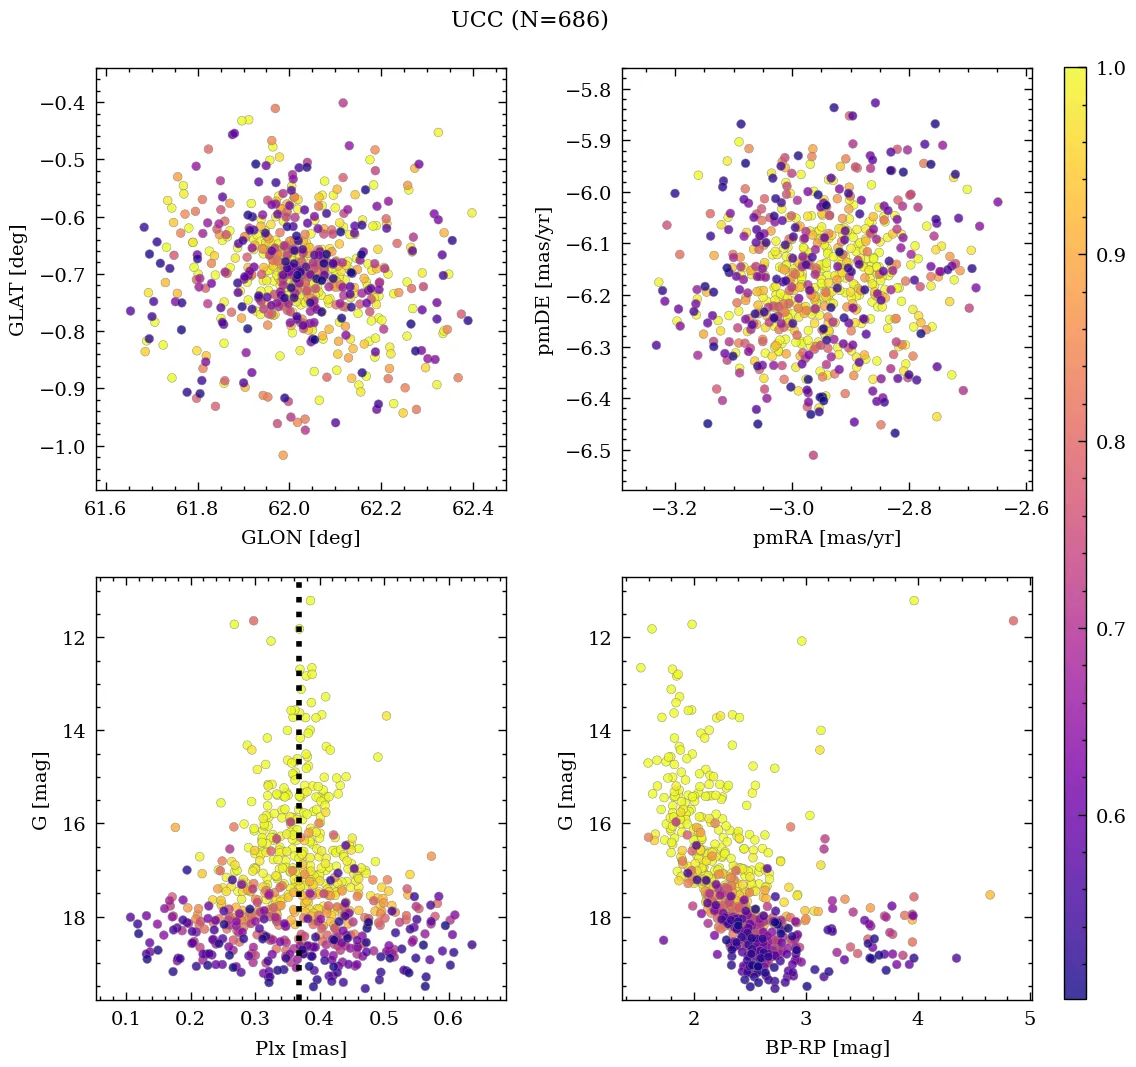 UCC (N=686)
−0.4
−0.5
−0.6
−0.7
−0.8
−0.9
−1.0
GLAT [deg]
61.6 61.8 62.0 62.2 62.4
GLON [deg]
−5.8
−5.9
−6.0
−6.1
−6.2
−6.3
−6.4
−6.5
pmDE [mas/yr]
−3.2 −3.0 −2.8 −2.6
pmRA [mas/yr]
1.0
0.9
0.8
0.7
0.6
12
14
16
18
G [mag]
0.1 0.2 0.3 0.4 0.5 0.6
Plx [mas]
12
14
16
18
G [mag]
2 3 4 5
BP-RP [mag]